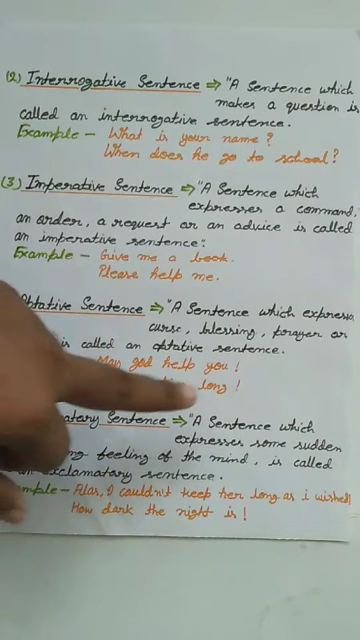 (2) Interrogative Sentence ⇒ "A Sentence which
makes a question is
called an interrogative sentence.
Example – What is your name?
When does he go to school?
(3) Imperative Sentence ⇒ "A Sentence which
expresses a command,
an order, a request or an advice is called
an imperative sentence:
Example – Give me a book.
Please help me.
Sentence ⇒ "A Sentence which express
curse, blessing, prayer or
is called an optative sentence.
May god help you!
long!
Sentence ⇒ "A Sentence which
expresses some sudden
feeling of the mind, is called
exclamatory sentence.
– Alas, I couldn't keep her long as i wished
How dark the night is!